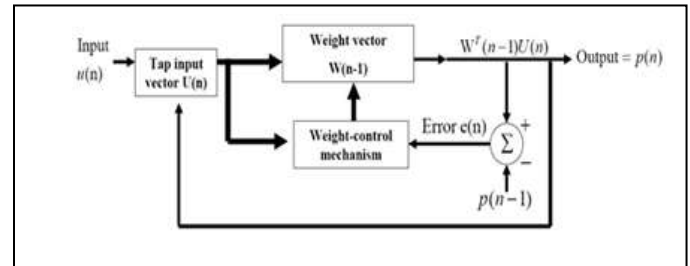 Input
u(n)
Tap input
vector U(n)
Weight vector
W(n-1)
W^T (n−1)U(n)
Output = p(n)
Weight-control
mechanism
Error e(n)
Σ
+
−
p(n−1)